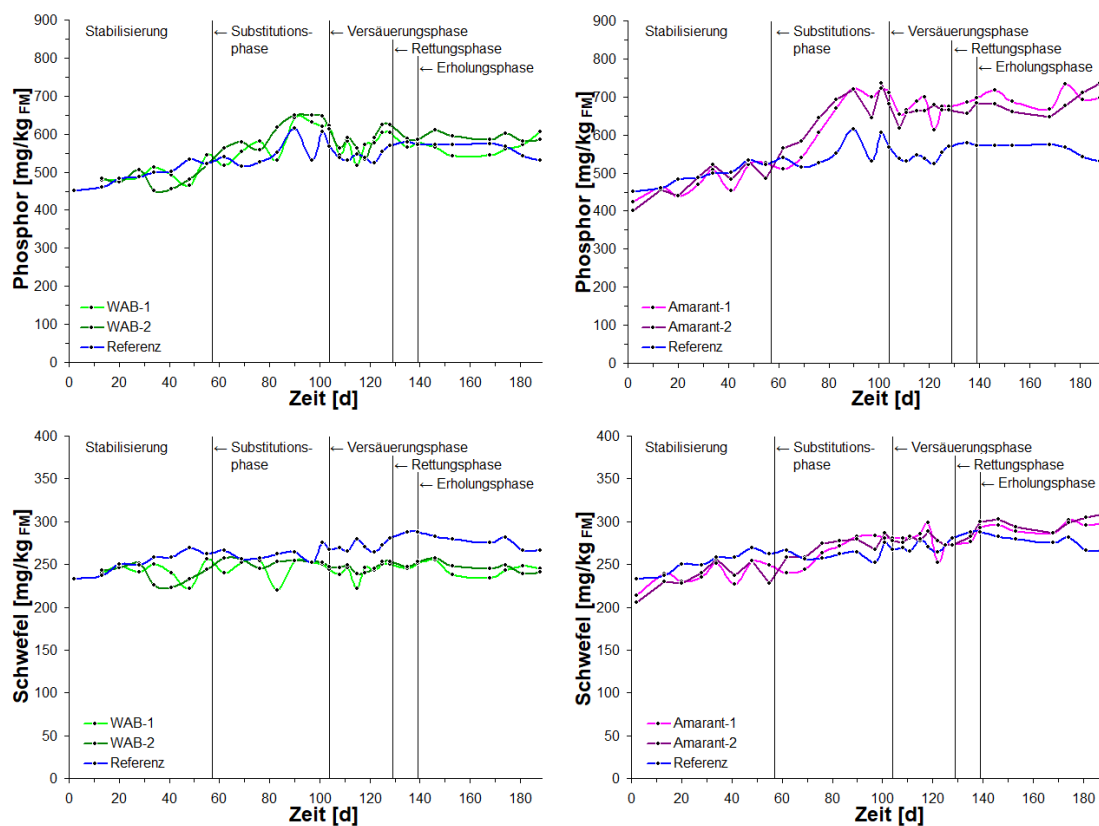 Phosphor [mg/kg FM]
900
800
700
600
500
400
300
200
100
0
Stabilisierung
← Substitutions-
phase
← Versäuerungsphase
← Rettungsphase
← Erholungsphase
WAB-1
WAB-2
Referenz
0 20 40 60 80 100 120 140 160 180
Zeit [d]
Phosphor [mg/kg FM]
900
800
700
600
500
400
300
200
100
0
Stabilisierung
← Substitutions-
phase
← Versäuerungsphase
← Rettungsphase
← Erholungsphase
Amarant-1
Amarant-2
Referenz
0 20 40 60 80 100 120 140 160 180
Zeit [d]
Schwefel [mg/kg FM]
400
350
300
250
200
150
100
50
0
Stabilisierung
← Substitutions-
phase
← Versäuerungsphase
← Rettungsphase
← Erholungsphase
WAB-1
WAB-2
Referenz
0 20 40 60 80 100 120 140 160 180
Zeit [d]
Schwefel [mg/kg FM]
400
350
300
250
200
150
100
50
0
Stabilisierung
← Substitutions-
phase
← Versäuerungsphase
← Rettungsphase
← Erholungsphase
Amarant-1
Amarant-2
Referenz
0 20 40 60 80 100 120 140 160 180
Zeit [d]